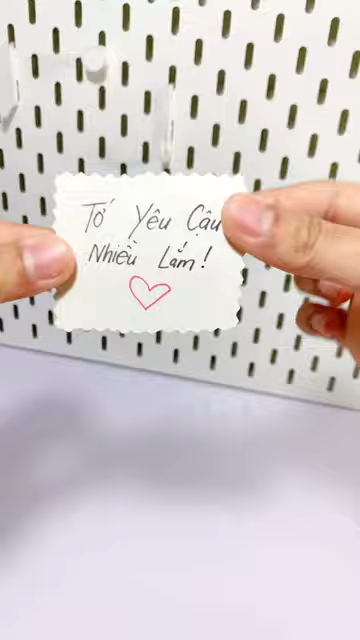 Tớ Yêu Cậu
Nhiều Lắm!